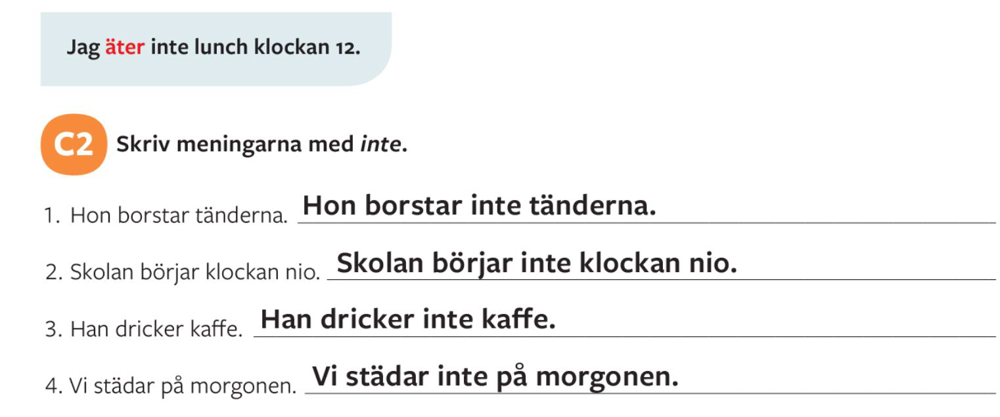 Jag äter inte lunch klockan 12.
C2 Skriv meningarna med inte.
1. Hon borstar tänderna. Hon borstar inte tänderna.
2. Skolan börjar klockan nio. Skolan börjar inte klockan nio.
3. Han dricker kaffe. Han dricker inte kaffe.
4. Vi städar på morgonen. Vi städar inte på morgonen.